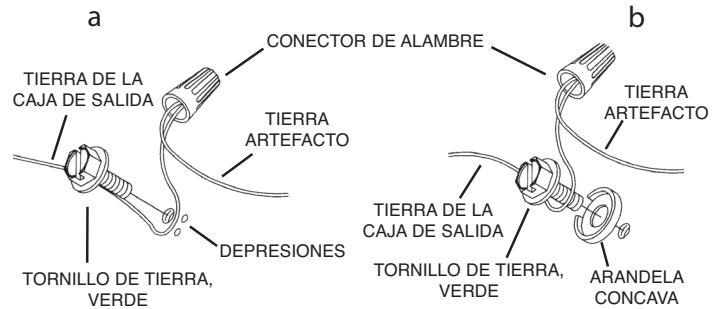 a
b
CONECTOR DE ALAMBRE
TIERRA DE LA
CAJA DE SALIDA
TIERRA
ARTEFACTO
DEPRESIONES
TORNILLO DE TIERRA,
VERDE
TIERRA
ARTEFACTO
TIERRA DE LA
CAJA DE SALIDA
TORNILLO DE TIERRA,
VERDE
ARANDELA
CONCAVA